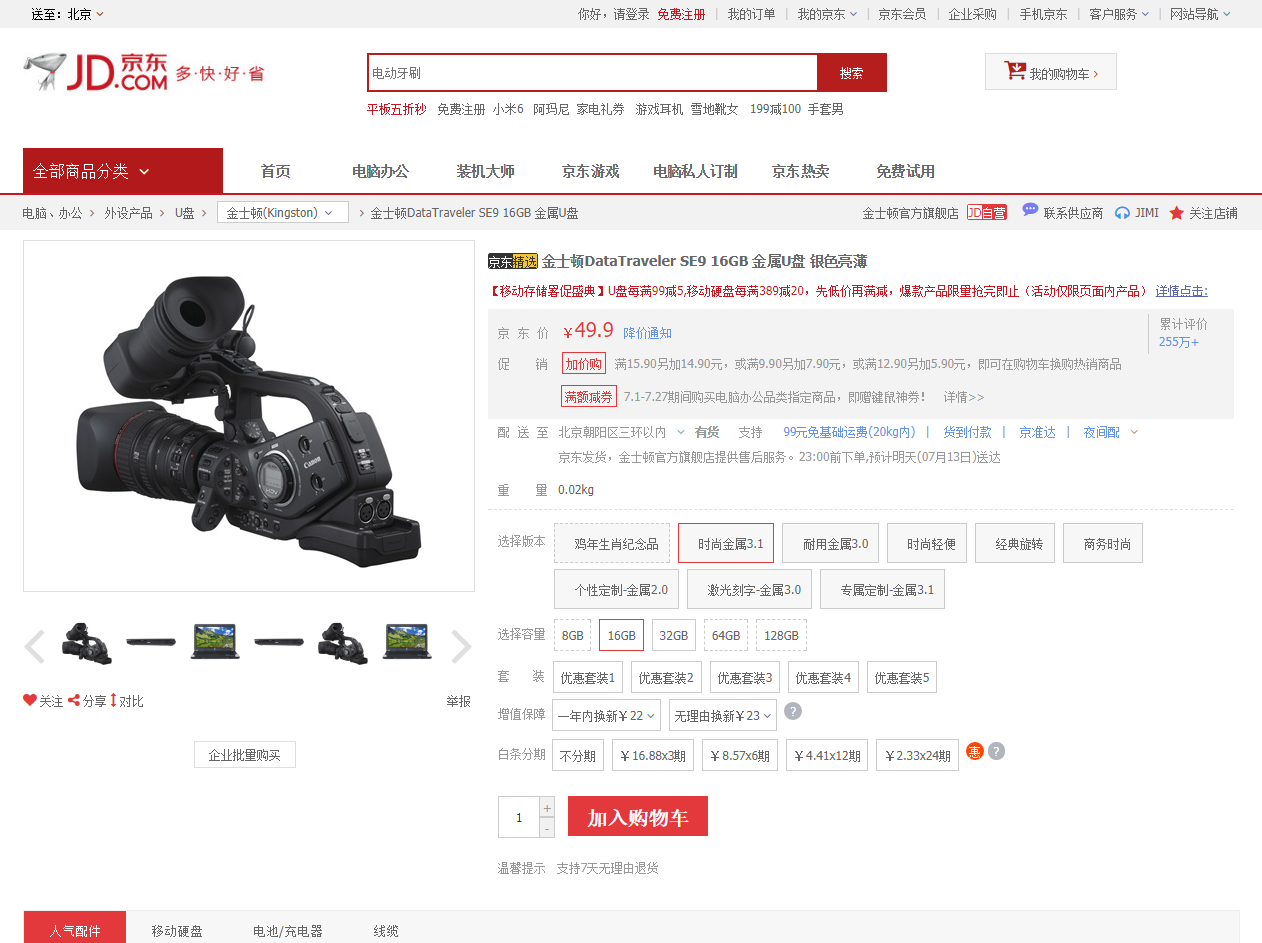 送至：北京
你好，请登录 免费注册 我的订单 我的京东 京东会员 企业采购 手机京东 客户服务 网站导航
JD.COM 京东 多·快·好·省
电动牙刷 搜索
我的购物车 >
平板五折秒 免费注册 小米6 阿玛尼 家电礼券 游戏耳机 雪地靴女 199减100 手套男
全部商品分类 首页 电脑办公 装机大师 京东游戏 电脑私人订制 京东热卖 免费试用
电脑、办公 > 外设产品 > U盘 > 金士顿(Kingston) > 金士顿DataTraveler SE9 16GB 金属U盘
金士顿官方旗舰店 JD自营 联系供应商 JIMI 关注店铺
京东精选 金士顿DataTraveler SE9 16GB 金属U盘 银色亮薄
【移动存储署促盛典】U盘每满99减5,移动硬盘每满389减20，先低价再满减，爆款产品限量抢完即止（活动仅限页面内产品） 详情点击:
京东价 ￥49.9 降价通知
累计评价
255万+
促销 加价购 满15.90另加14.90元，或满9.90另加7.90元，或满12.90另加5.90元，即可在购物车换购热销商品
满额减券 7.1-7.27期间购买电脑办公品类指定商品，即赠键鼠神券！ 详情>>
配送至 北京朝阳区三环以内 有货 支持 99元免基础运费(20kg内) | 货到付款 | 京准达 | 夜间配
京东发货，金士顿官方旗舰店提供售后服务。23:00前下单,预计明天(07月13日)送达
重量 0.02kg
选择版本 鸡年生肖纪念品 时尚金属3.1 耐用金属3.0 时尚轻便 经典旋转 商务时尚
个性定制-金属2.0 激光刻字-金属3.0 专属定制-金属3.1
选择容量 8GB 16GB 32GB 64GB 128GB
套装 优惠套装1 优惠套装2 优惠套装3 优惠套装4 优惠套装5
增值保障 一年内换新￥22 无理由换新￥23 ?
白条分期 不分期 ￥16.88x3期 ￥8.57x6期 ￥4.41x12期 ￥2.33x24期 惠 ?
关注 分享 对比 举报
企业批量购买
1 + - 加入购物车
温馨提示 支持7天无理由退货
人气配件 移动硬盘 电池/充电器 线缆